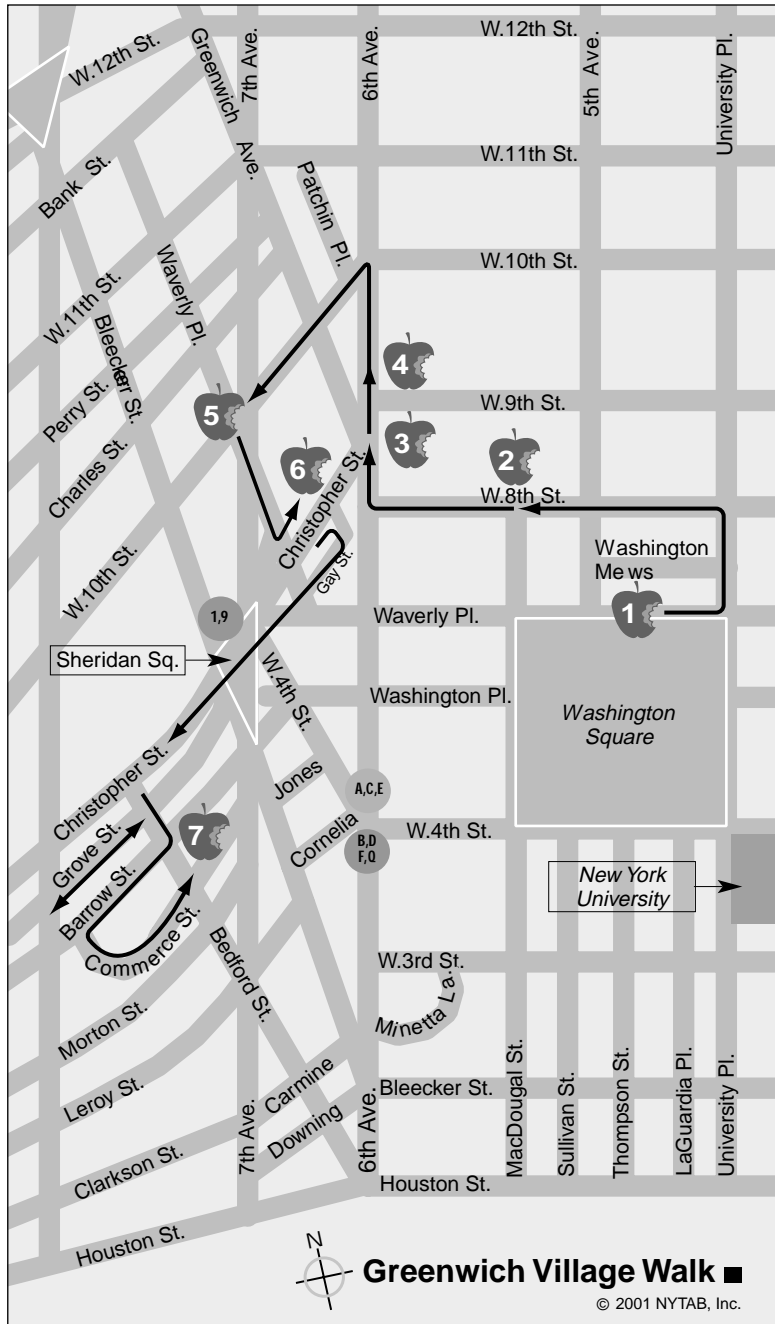 W.12th St.
W.12th St.
Greenwich
Ave.
7th Ave.
6th Ave.
5th Ave.
University Pl.
W.11th St.
Bank St.
Patchin Pl.
W.10th St.
Waverly Pl.
W.11th St.
Bleecker St.
4
Perry St.
5
W.9th St.
3
2
Charles St.
6
Christopher St.
W.8th St.
Washington
Mews
W.10th St.
Gay St.
1,9
1
Waverly Pl.
Sheridan Sq.
W.4th St.
Washington Pl.
Washington
Square
Christopher St.
Jones
A,C,E
7
Cornelia
W.4th St.
B,D
F,Q
Grove St.
New York
University
Barrow St.
Commerce St.
Bedford St.
W.3rd St.
Minetta La.
Morton St.
Leroy St.
Carmine
Bleecker St.
Downing
7th Ave.
6th Ave.
MacDougal St.
Sullivan St.
Thompson St.
LaGuardia Pl.
University Pl.
Clarkson St.
Houston St.
Houston St.
N
Greenwich Village Walk
© 2001 NYTAB, Inc.